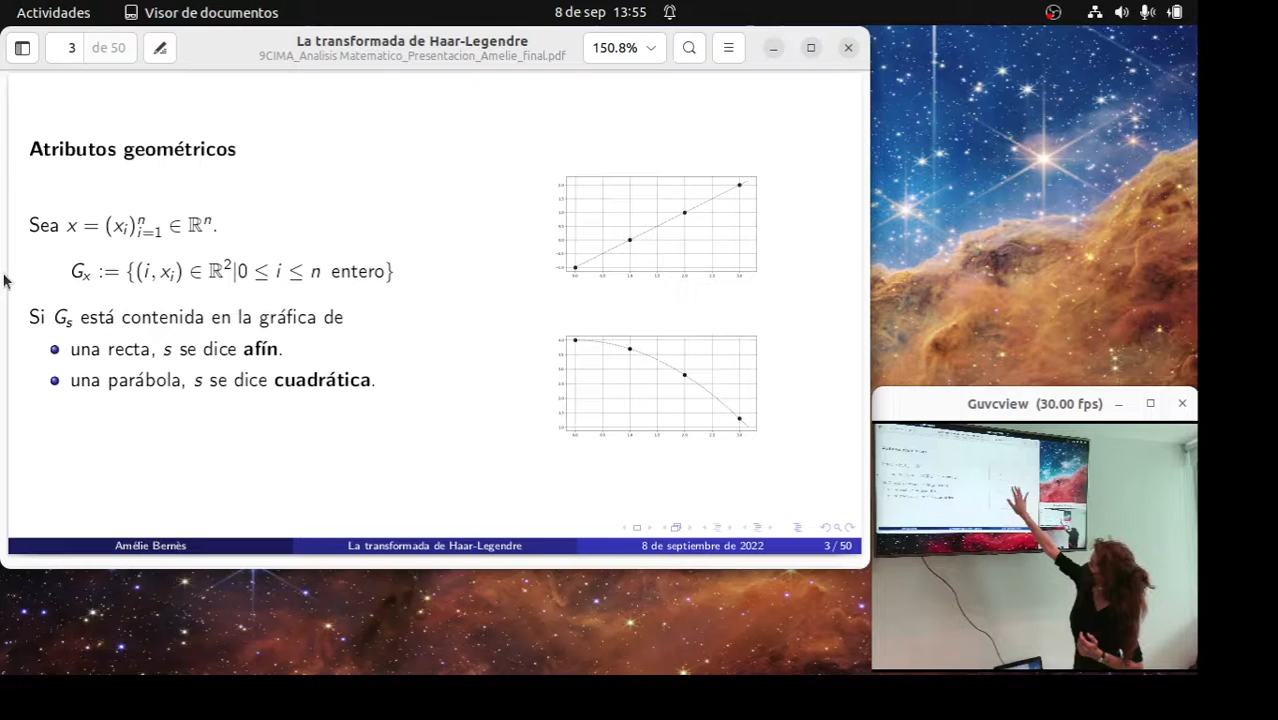 Actividades
Visor de documentos
8 de sep 13:55
3
de 50
La transformada de Haar-Legendre
9CIMA_Analisis Matematico_Presentacion_Amelie_final.pdf
150.8%
Atributos geométricos
Sea x = (xᵢ)ⁿᵢ₌₁ ∈ ℝⁿ.
Gₓ := {(i, xᵢ) ∈ ℝ²|0 ≤ i ≤ n entero}
Si Gₛ está contenida en la gráfica de
una recta, s se dice afín.
una parábola, s se dice cuadrática.
Amélie Bernès
La transformada de Haar-Legendre
8 de septiembre de 2022
3 / 50
Guvcview (30.00 fps)